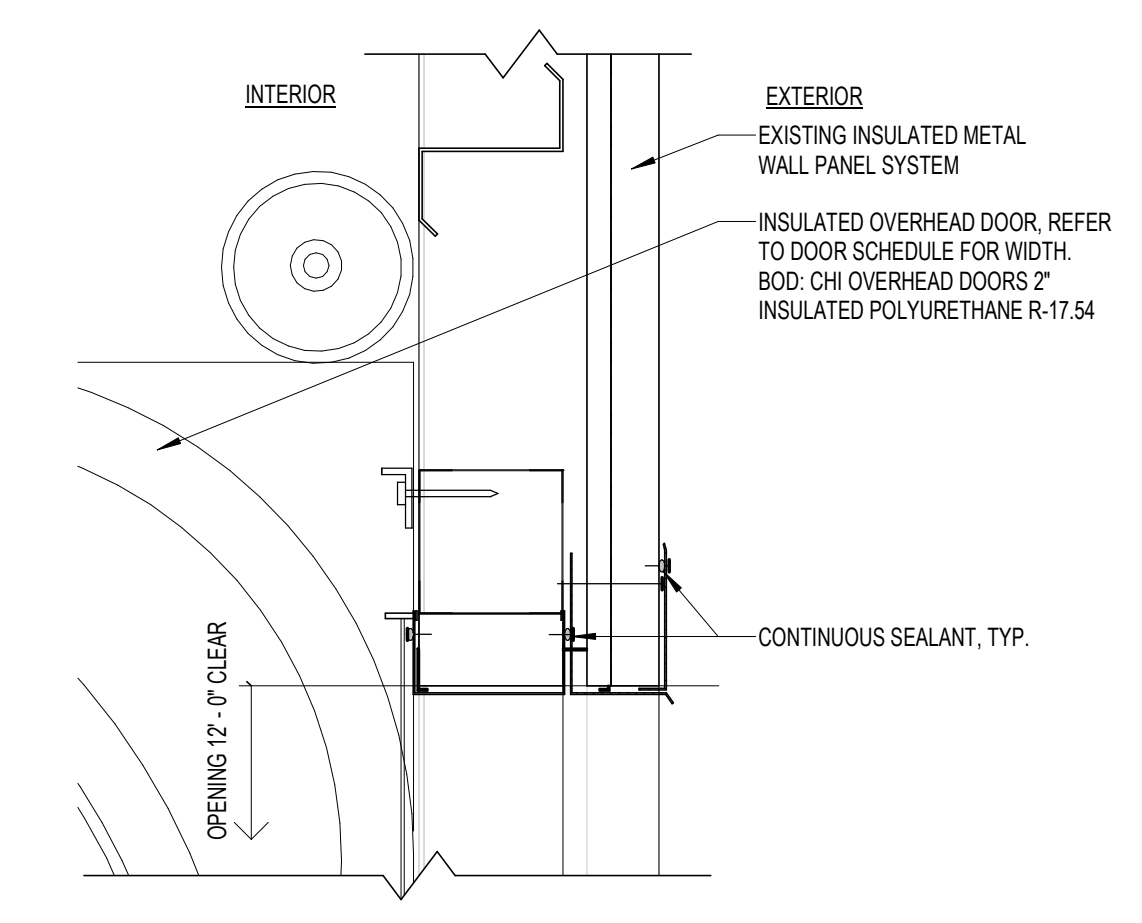 INTERIOR
EXTERIOR
EXISTING INSULATED METAL
WALL PANEL SYSTEM
INSULATED OVERHEAD DOOR, REFER
TO DOOR SCHEDULE FOR WIDTH.
BOD: CHI OVERHEAD DOORS 2"
INSULATED POLYURETHANE R-17.54
CONTINUOUS SEALANT, TYP.
OPENING 12' - 0" CLEAR